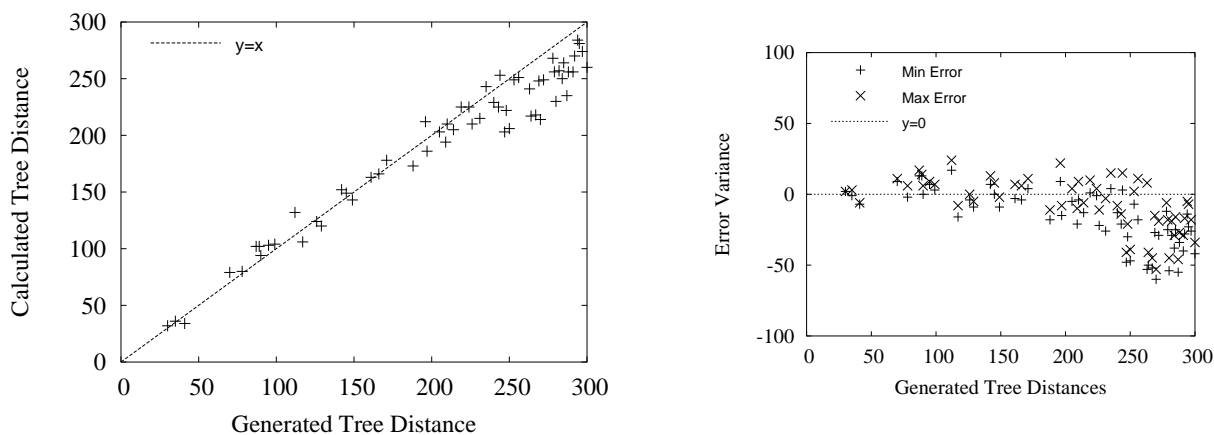 300
250
200
150
100
50
0
Calculated Tree Distance
y=x
0 50 100 150 200 250 300
Generated Tree Distance
100
50
0
-50
-100
Error Variance
Min Error
Max Error
y=0
0 50 100 150 200 250 300
Generated Tree Distances